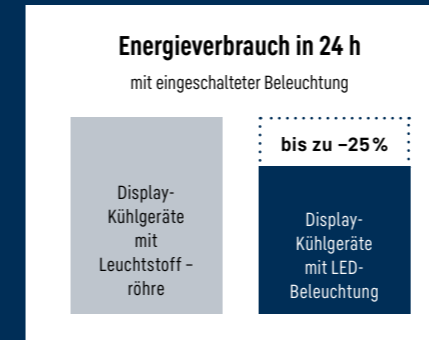 Energieverbrauch in 24 h
mit eingeschalteter Beleuchtung
bis zu –25 %
Display-
Kühlgeräte
mit
Leuchtstoff –
röhre
Display-
Kühlgeräte
mit LED-
Beleuchtung